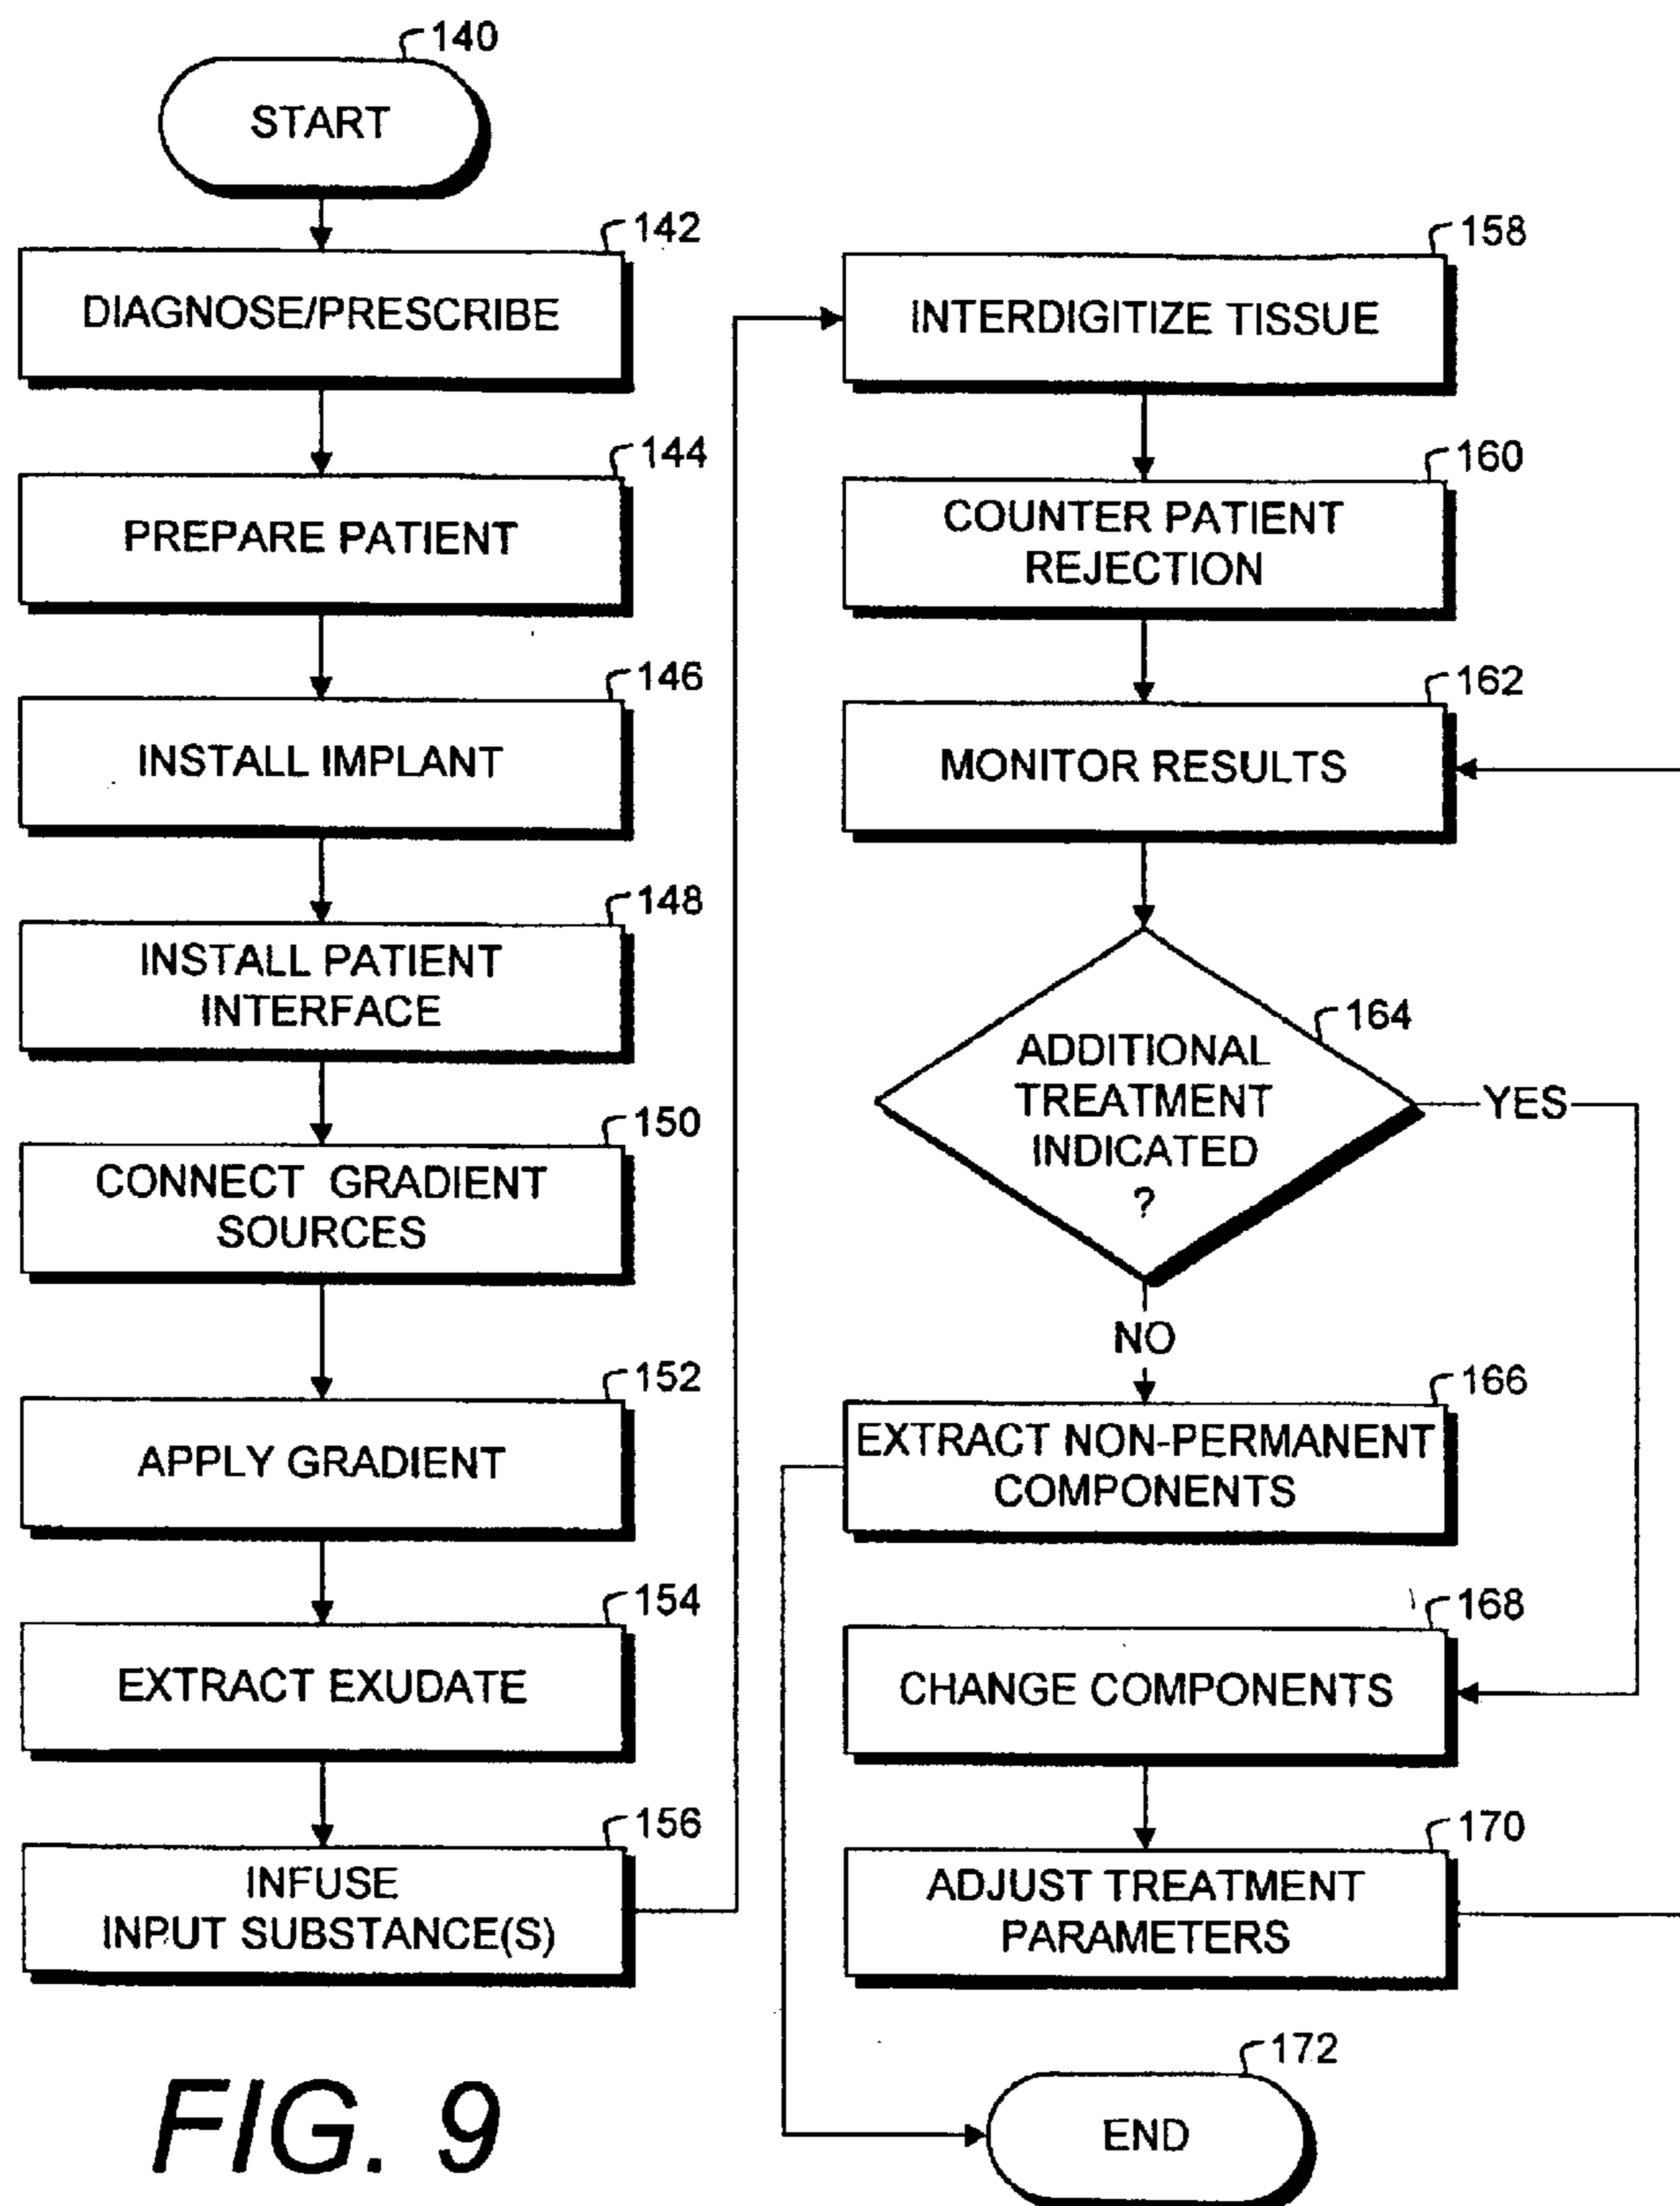 140
START
142
DIAGNOSE/PRESCRIBE
144
PREPARE PATIENT
146
INSTALL IMPLANT
148
INSTALL PATIENT
INTERFACE
150
CONNECT GRADIENT
SOURCES
152
APPLY GRADIENT
154
EXTRACT EXUDATE
156
INFUSE
INPUT SUBSTANCE(S)
158
INTERDIGITIZE TISSUE
160
COUNTER PATIENT
REJECTION
162
MONITOR RESULTS
164
ADDITIONAL
TREATMENT
INDICATED
?
YES
NO
166
EXTRACT NON-PERMANENT
COMPONENTS
168
CHANGE COMPONENTS
170
ADJUST TREATMENT
PARAMETERS
172
END
FIG. 9